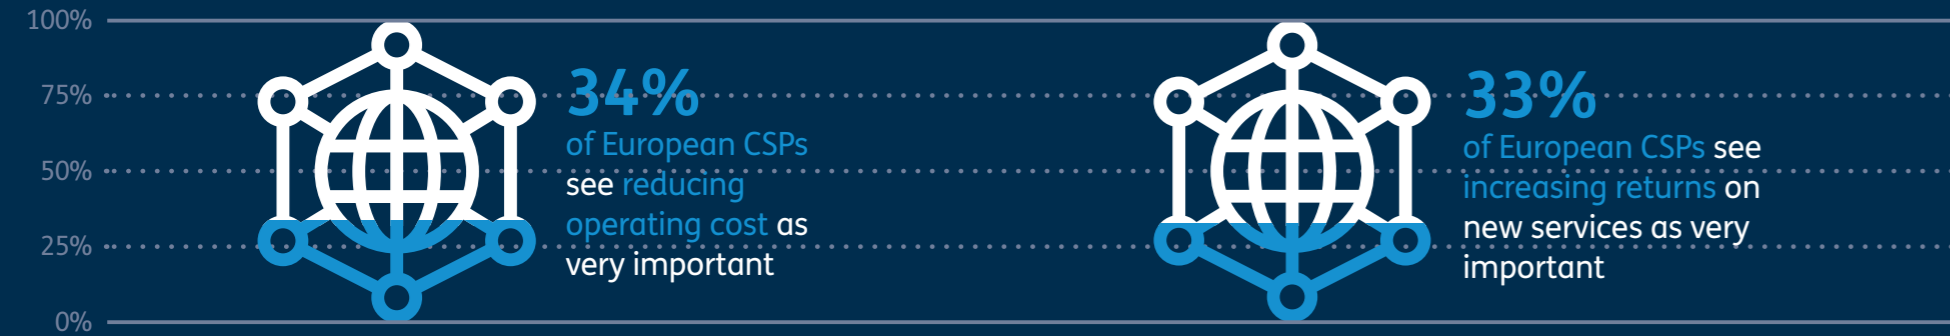 100%
75%
50%
25%
0%
34%
of European CSPs
see reducing
operating cost as
very important
33%
of European CSPs see
increasing returns on
new services as very
important